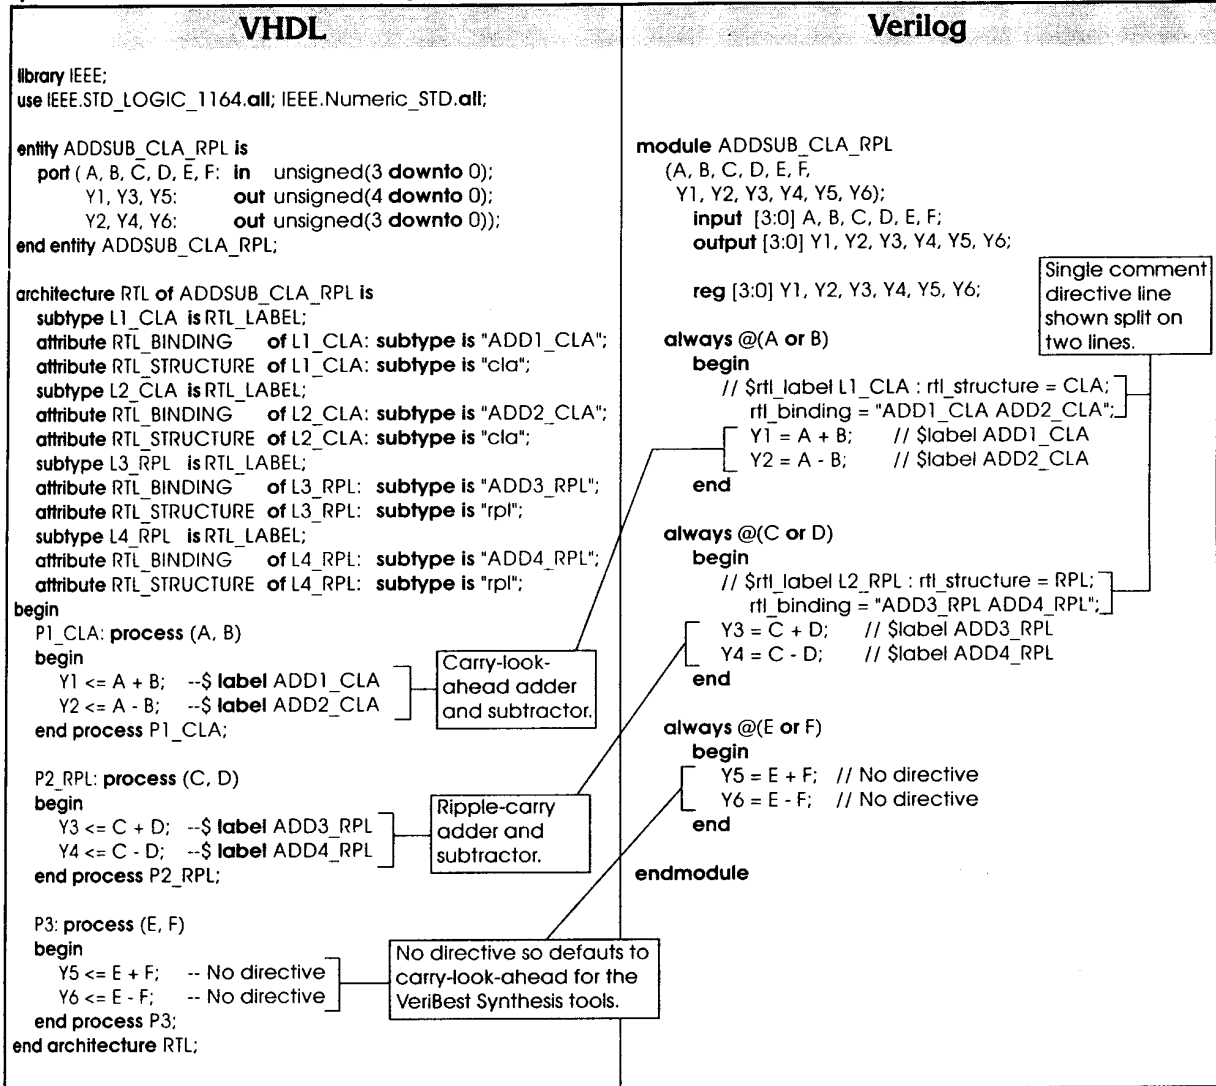 VHDL
library IEEE;
use IEEE.STD_LOGIC_1164.all; IEEE.Numeric_STD.all;
entity ADDSUB_CLA_RPL is
port ( A, B, C, D, E, F: in unsigned(3 downto 0);
Y1, Y3, Y5: out unsigned(4 downto 0);
Y2, Y4, Y6: out unsigned(3 downto 0));
end entity ADDSUB_CLA_RPL;
architecture RTL of ADDSUB_CLA_RPL is
subtype L1_CLA is RTL_LABEL;
attribute RTL_BINDING of L1_CLA: subtype is "ADD1_CLA";
attribute RTL_STRUCTURE of L1_CLA: subtype is "cla";
subtype L2_CLA is RTL_LABEL;
attribute RTL_BINDING of L2_CLA: subtype is "ADD2_CLA";
attribute RTL_STRUCTURE of L2_CLA: subtype is "cla";
subtype L3_RPL is RTL_LABEL;
attribute RTL_BINDING of L3_RPL: subtype is "ADD3_RPL";
attribute RTL_STRUCTURE of L3_RPL: subtype is "rpl";
subtype L4_RPL is RTL_LABEL;
attribute RTL_BINDING of L4_RPL: subtype is "ADD4_RPL";
attribute RTL_STRUCTURE of L4_RPL: subtype is "rpl";
begin
P1_CLA: process (A, B)
begin
Y1 <= A + B; --$ label ADD1_CLA
Y2 <= A - B; --$ label ADD2_CLA
end process P1_CLA;
Carry-look-
ahead adder
and subtractor.
P2_RPL: process (C, D)
begin
Y3 <= C + D; --$ label ADD3_RPL
Y4 <= C - D; --$ label ADD4_RPL
end process P2_RPL;
Ripple-carry
adder and
subtractor.
P3: process (E, F)
begin
Y5 <= E + F; -- No directive
Y6 <= E - F; -- No directive
end process P3;
end architecture RTL;
No directive so defauts to
carry-look-ahead for the
VeriBest Synthesis tools.
Verilog
module ADDSUB_CLA_RPL
(A, B, C, D, E, F,
Y1, Y2, Y3, Y4, Y5, Y6);
input [3:0] A, B, C, D, E, F;
output [3:0] Y1, Y2, Y3, Y4, Y5, Y6;
reg [3:0] Y1, Y2, Y3, Y4, Y5, Y6;
Single comment
directive line
shown split on
two lines.
always @(A or B)
begin
// $rtl_label L1_CLA : rtl_structure = CLA;
rtl_binding = "ADD1_CLA ADD2_CLA";
Y1 = A + B; // $label ADD1_CLA
Y2 = A - B; // $label ADD2_CLA
end
always @(C or D)
begin
// $rtl_label L2_RPL : rtl_structure = RPL;
rtl_binding = "ADD3_RPL ADD4_RPL";
Y3 = C + D; // $label ADD3_RPL
Y4 = C - D; // $label ADD4_RPL
end
always @(E or F)
begin
Y5 = E + F; // No directive
Y6 = E - F; // No directive
end
endmodule